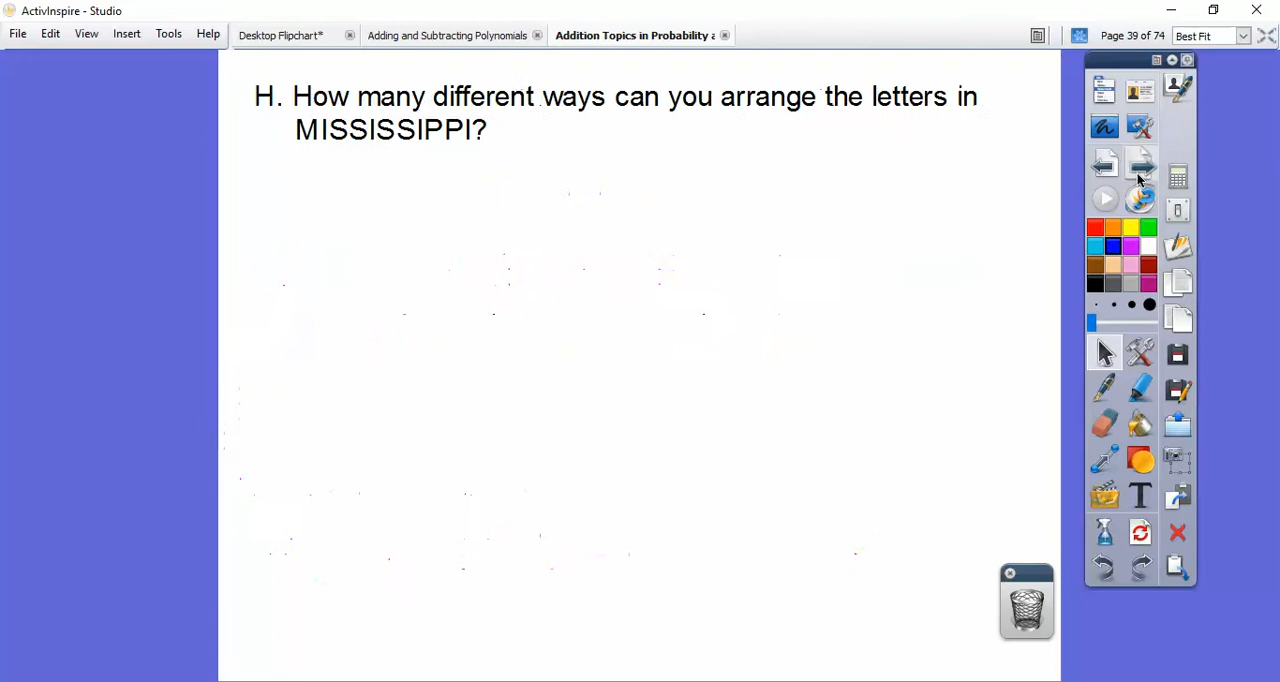 ActivInspire - Studio
File Edit View Insert Tools Help
Desktop Flipchart* Adding and Subtracting Polynomials Addition Topics in Probability a
Page 39 of 74 Best Fit
H. How many different ways can you arrange the letters in
MISSISSIPPI?
T